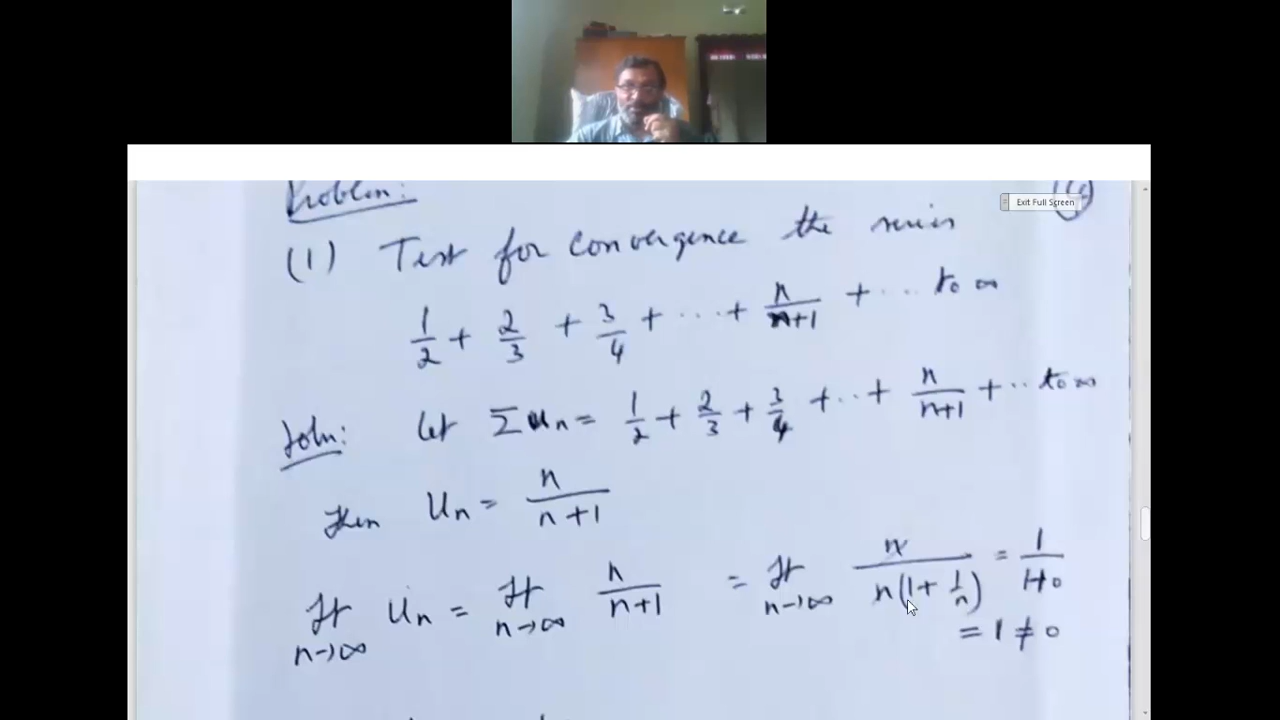 Problem:
Exit Full Screen
(1) Test for convergence the series
1/2 + 2/3 + 3/4 + ... + n/n+1 + ... to ∞
Soln: Let Σun = 1/2 + 2/3 + 3/4 + .. + n/n+1 + .. to ∞
Then Un = n/n+1
lt n→∞ Un = lt n→∞ n/n+1 = lt n→∞ n/n(1+1/n) = 1/1+0
= 1 ≠ 0